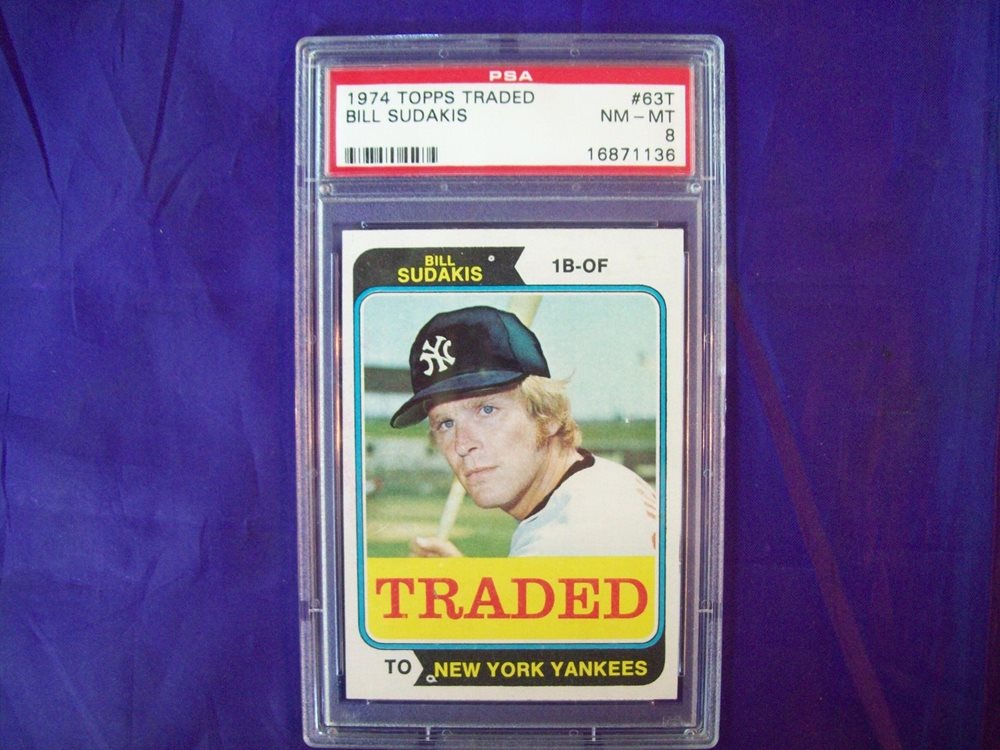 PSA
1974 TOPPS TRADED #63T
BILL SUDAKIS NM - MT
8
16871136
BILL
SUDAKIS
1B-OF
NY
TRADED
TO NEW YORK YANKEES